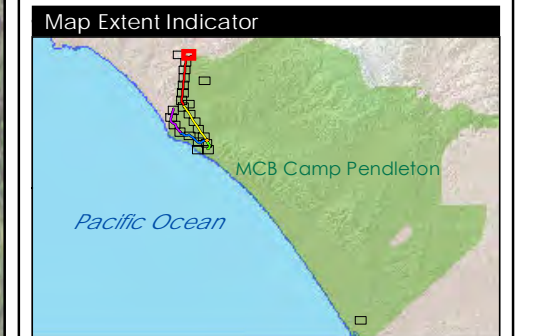 Map Extent Indicator
MCB Camp Pendleton
Pacific Ocean